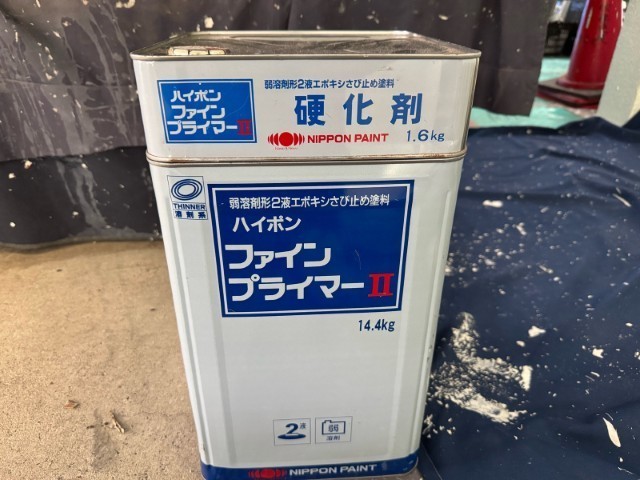 ハイポン
ファイン
プライマーII
弱溶剤形2液エポキシさび止め塗料
硬化剤
NIPPON PAINT
1.6kg
THINNER
溶剤系
弱溶剤形2液エポキシさび止め塗料
ハイポン
ファイン
プライマーII
14.4kg
2液
弱
溶剤
NIPPON PAINT